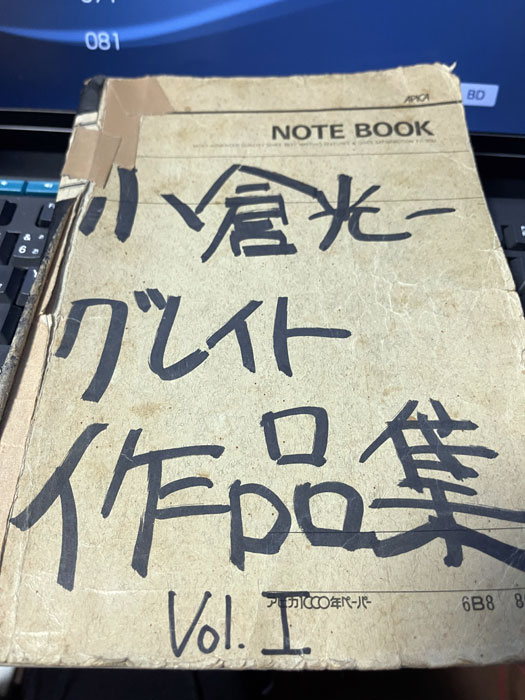 081
BD
APICA
NOTE BOOK
小倉光一
グレイト
作品集
アピカ1000年ペーパー
6B8
Vol. I